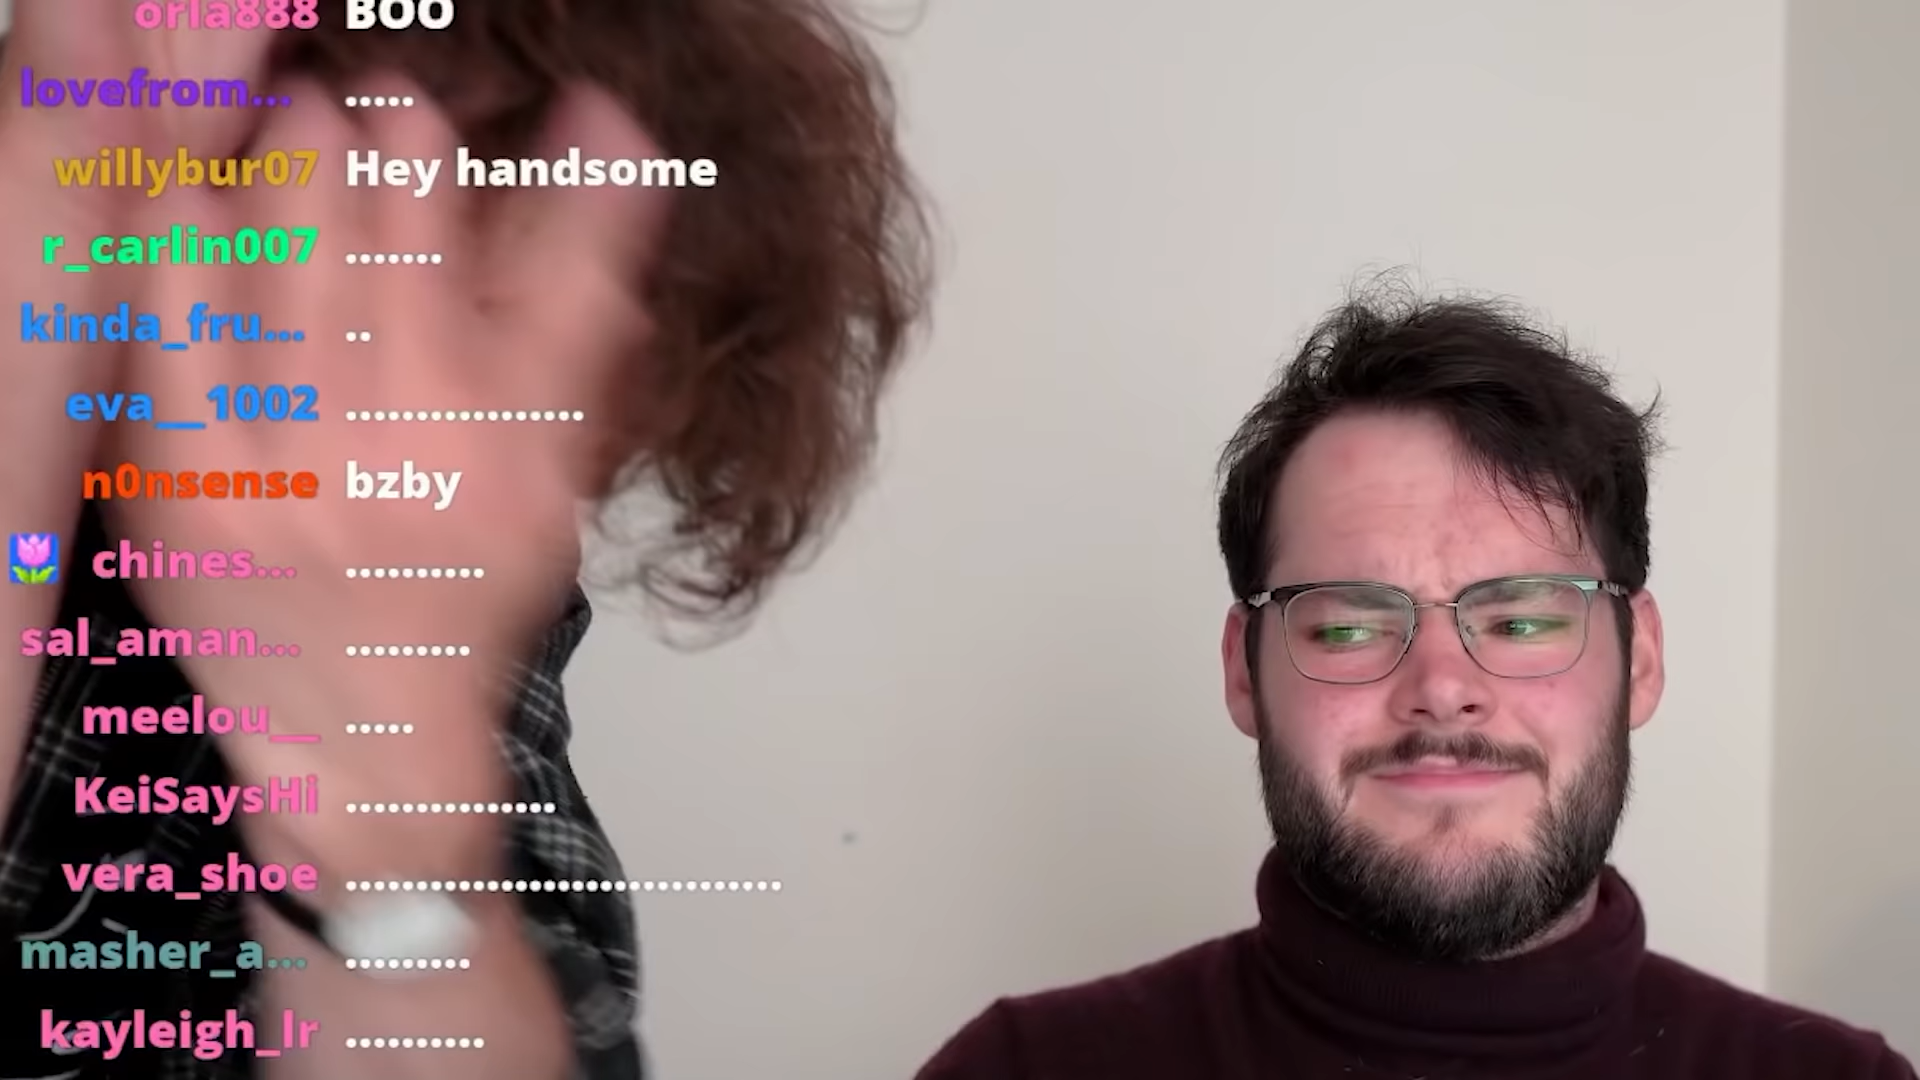 orla888 BOO
lovefrom... .....
willybur07 Hey handsome
r_carlin007 .......
kinda_fru... ..
eva__1002 .................
n0nsense bzby
chines... ..........
sal_aman... .........
meelou__ .....
KeiSaysHi ...............
vera_shoe ...............................
masher_a... .........
kayleigh_lr ..........